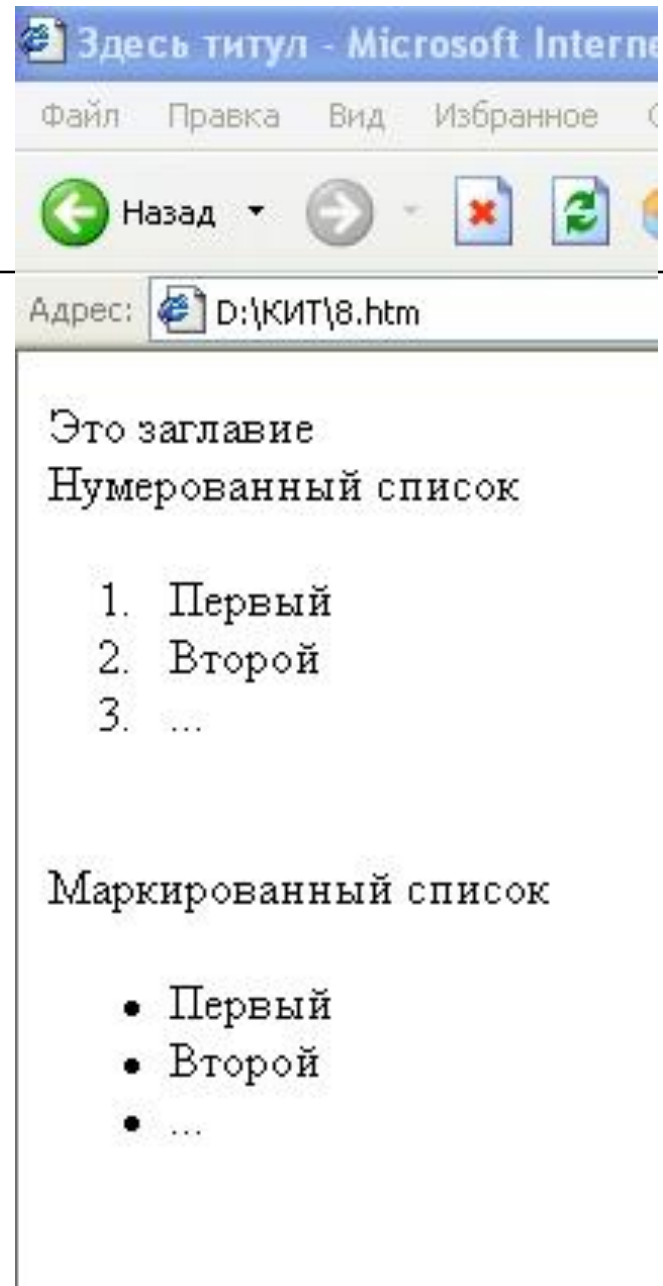 Здесь титул - Microsoft Interne
Файл Правка Вид Избранное
Назад
Адрес: D:\КИТ\8.htm
Это заглавие
Нумерованный список
1. Первый
2. Второй
3. ...
Маркированный список
• Первый
• Второй
• ...